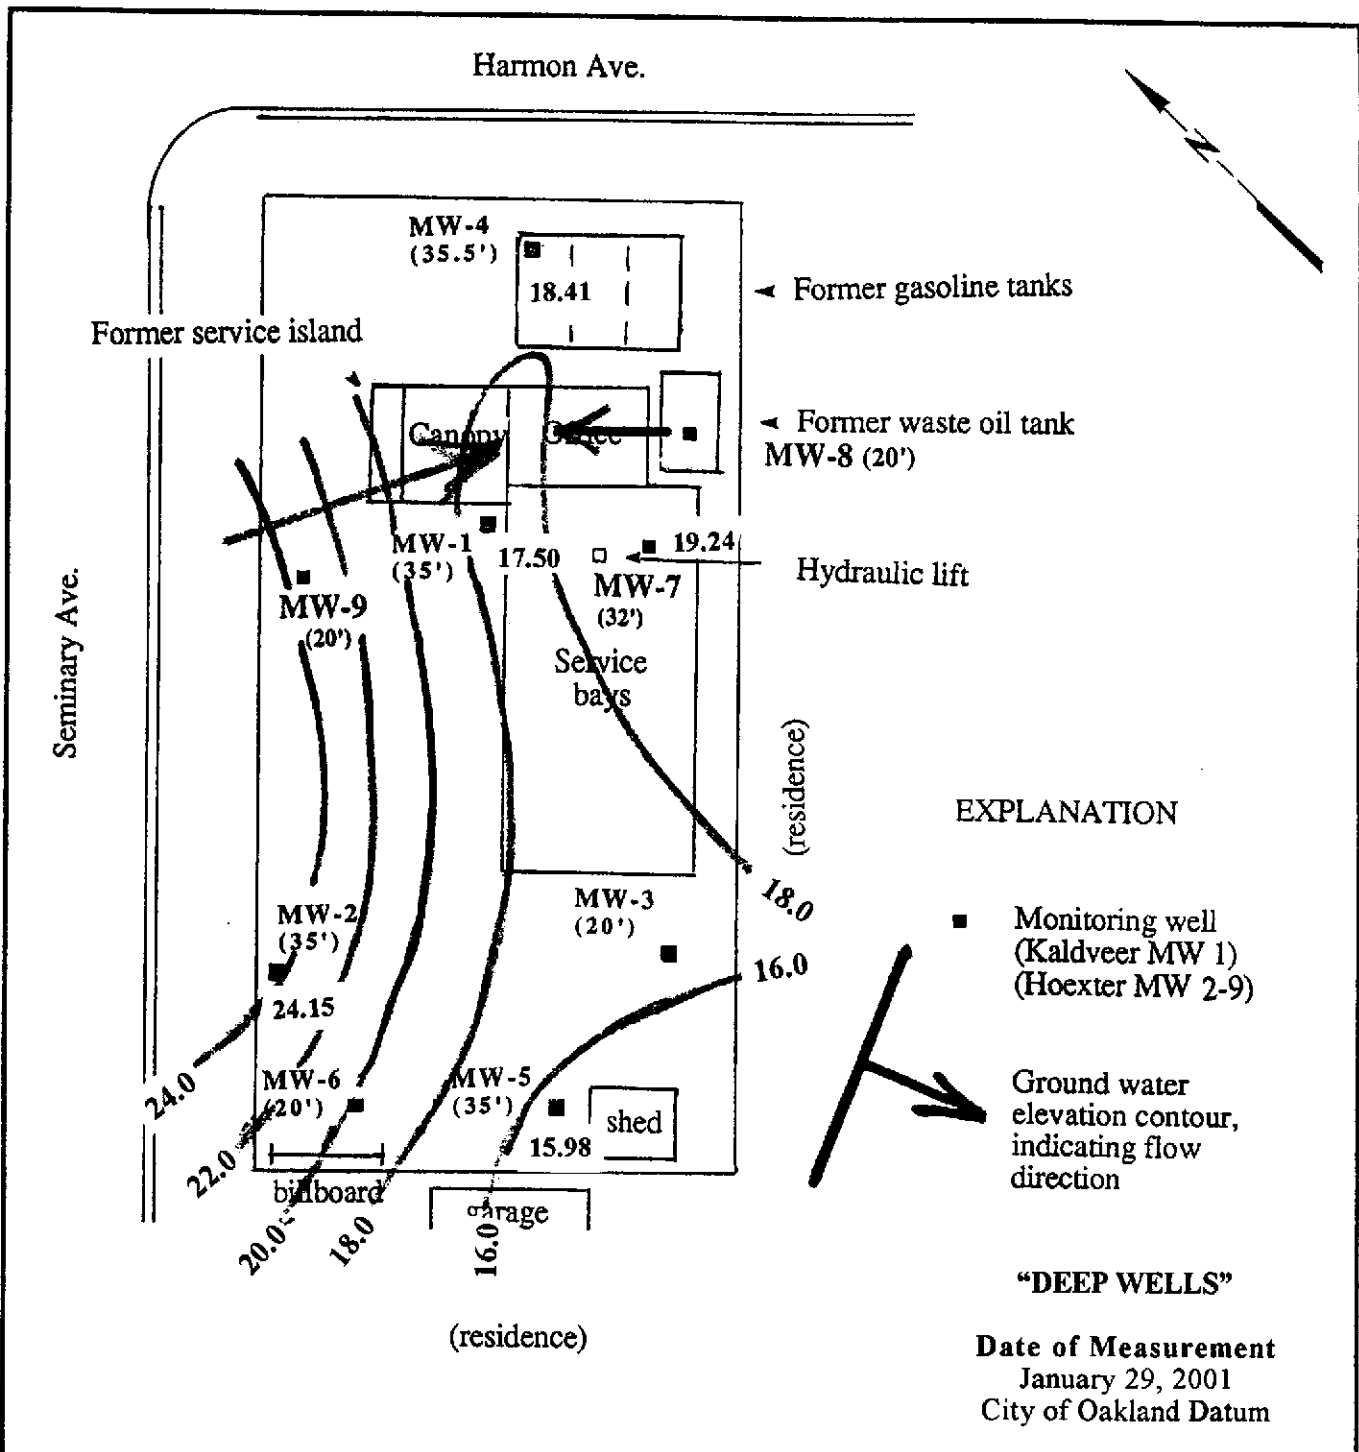 Harmon Ave.
N
MW-4
(35.5')
18.41
Former gasoline tanks
Former service island
Canopy
Office
Former waste oil tank
MW-8 (20')
MW-1
(35')
17.50
19.24
Hydraulic lift
MW-7
(32')
MW-9
(20')
Seminary Ave.
Service
bays
(residence)
EXPLANATION
18.0
MW-3
(20')
MW-2
(35')
24.15
16.0
Monitoring well
(Kaldveer MW 1)
(Hoexter MW 2-9)
24.0
MW-6
(20')
MW-5
(35')
15.98
shed
Ground water
elevation contour,
indicating flow
direction
22.0
billboard
garage
20.0
18.0
16.0
"DEEP WELLS"
(residence)
Date of Measurement
January 29, 2001
City of Oakland Datum